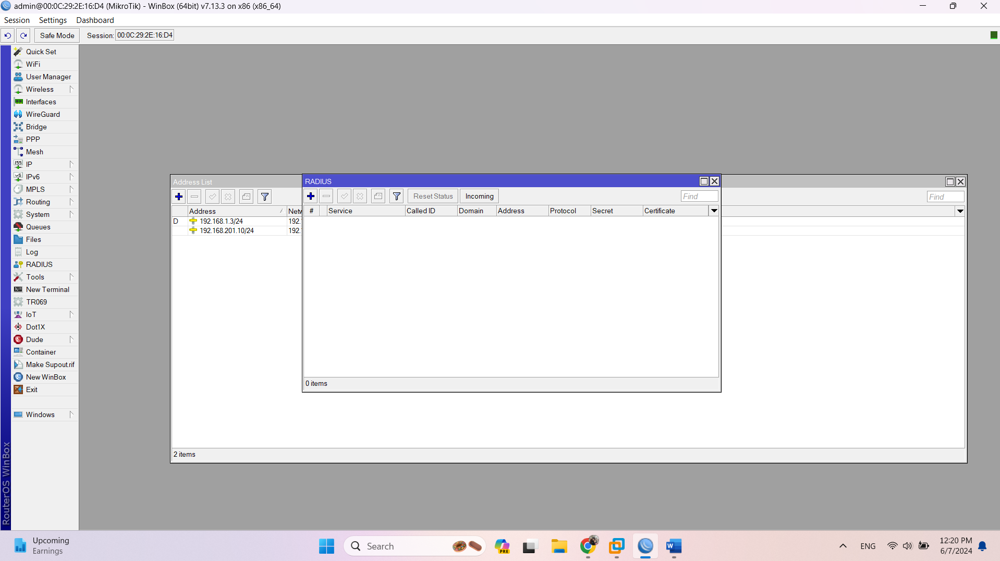 admin@00:0C:29:2E:16:D4 (MikroTik) - WinBox (64bit) v7.13.3 on x86 (x86_64)
Session Settings Dashboard
Safe Mode Session: 00:0C:29:2E:16:D4
Quick Set
WiFi
User Manager
Wireless
Interfaces
WireGuard
Bridge
PPP
Mesh
IP
IPv6
MPLS
Routing
System
Queues
Files
Log
RADIUS
Tools
New Terminal
TR069
IoT
Dot1X
Dude
Container
Make Supout.rif
New WinBox
Exit
Windows
RouterOS WinBox
Address List
Find
Address Netw
D 192.168.1.3/24 192.
192.168.201.10/24 192.
2 items
RADIUS
Reset Status Incoming Find
# Service Called ID Domain Address Protocol Secret Certificate
0 items
Upcoming
Earnings
Search
PRE
ENG
12:20 PM
6/7/2024